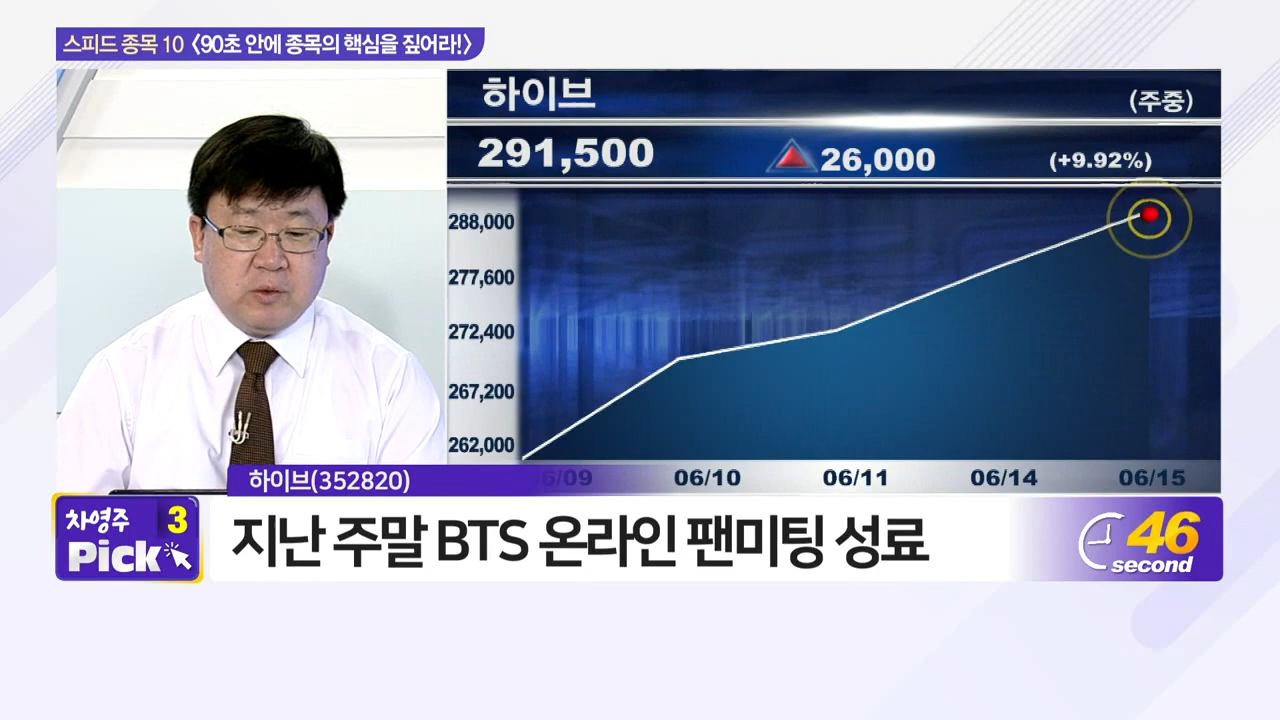 스피드 종목 10 <90초 안에 종목의 핵심을 짚어라!>
하이브 (주중)
291,500 ▲ 26,000 (+9.92%)
288,000
277,600
272,400
267,200
262,000
06/09 06/10 06/11 06/14 06/15
하이브(352820)
차영주 3
Pick
지난 주말 BTS 온라인 팬미팅 성료
46
second